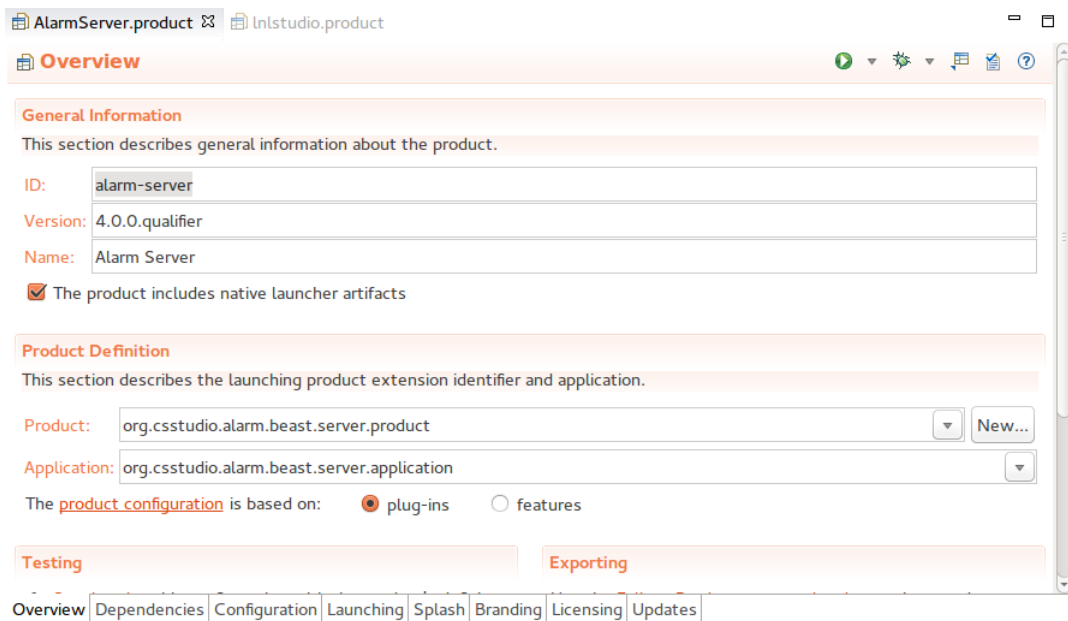 AlarmServer.product lnlstudio.product
Overview
General Information
This section describes general information about the product.
ID: alarm-server
Version: 4.0.0.qualifier
Name: Alarm Server
The product includes native launcher artifacts
Product Definition
This section describes the launching product extension identifier and application.
Product: org.csstudio.alarm.beast.server.product New...
Application: org.csstudio.alarm.beast.server.application
The product configuration is based on: plug-ins features
Testing Exporting
Overview Dependencies Configuration Launching Splash Branding Licensing Updates